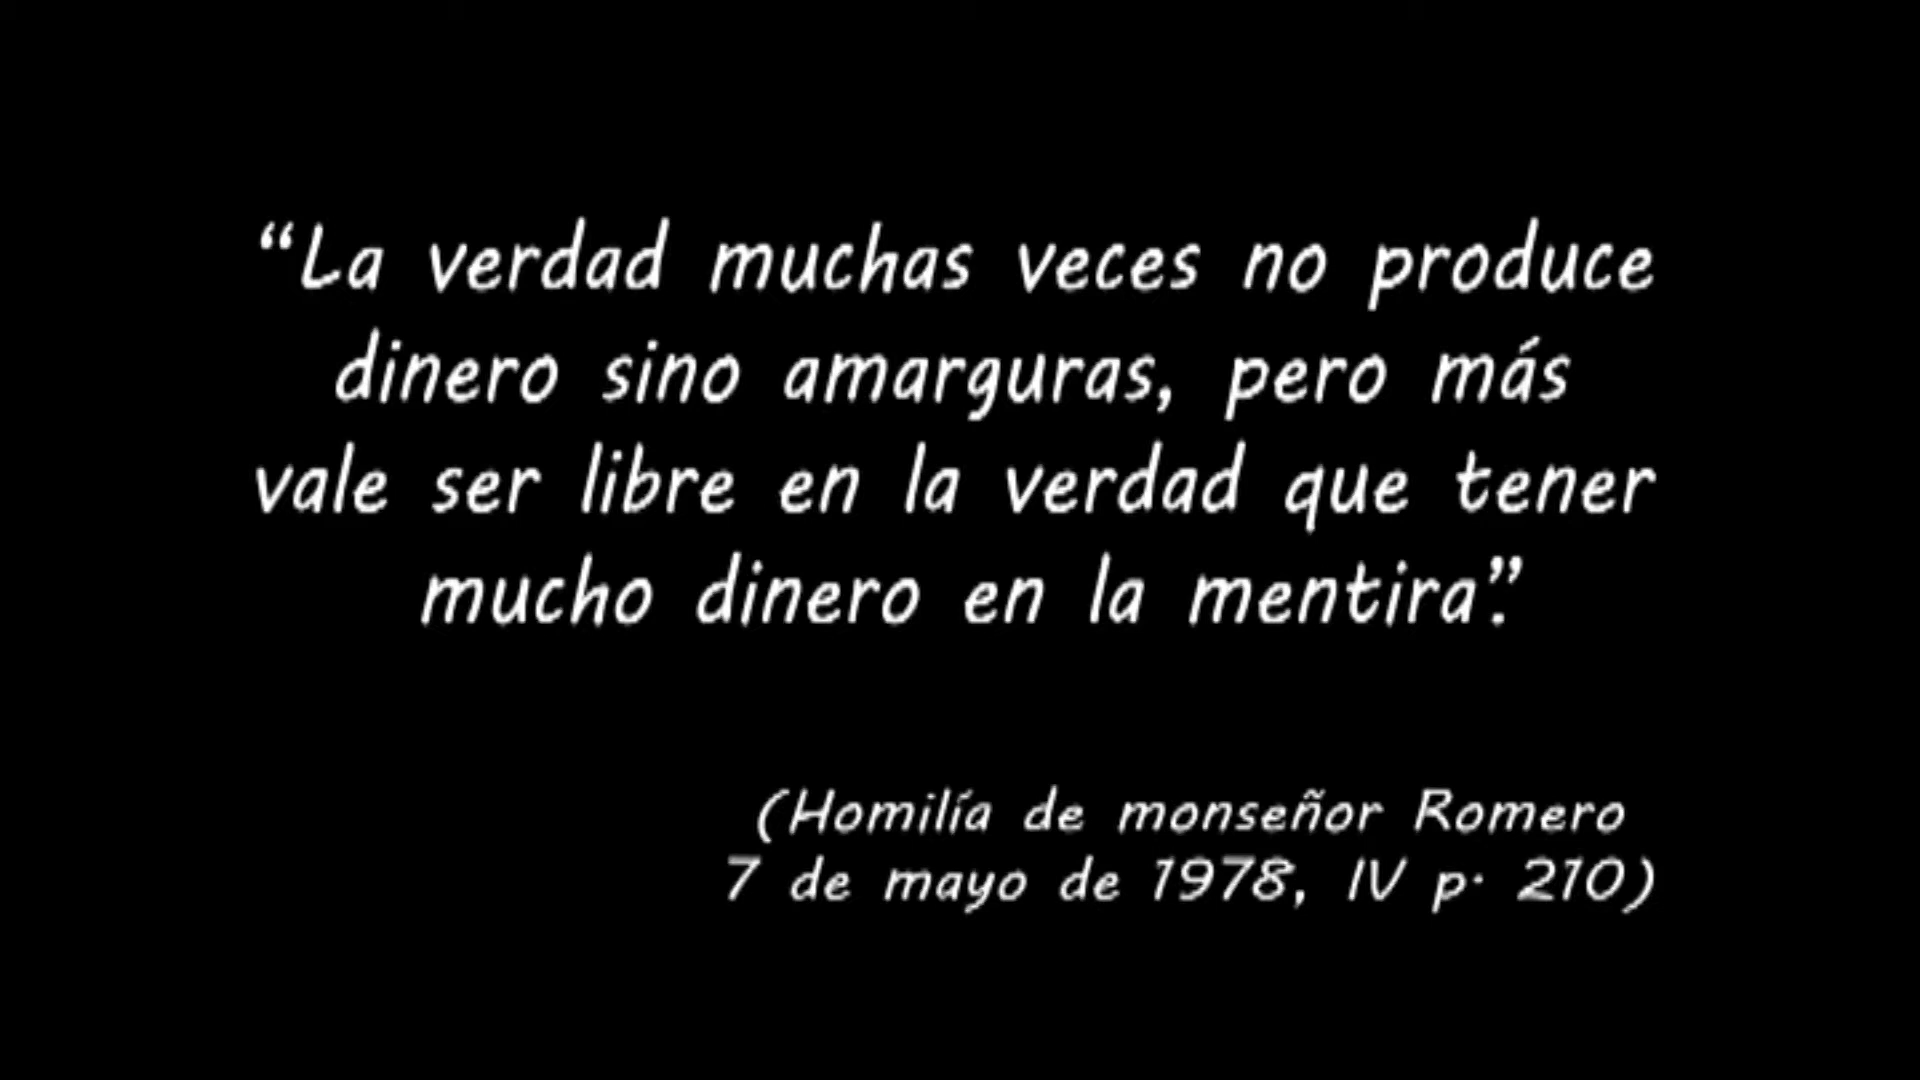 “La verdad muchas veces no produce
dinero sino amarguras, pero más
vale ser libre en la verdad que tener
mucho dinero en la mentira”.
(Homilía de monseñor Romero
7 de mayo de 1978, IV p. 210)